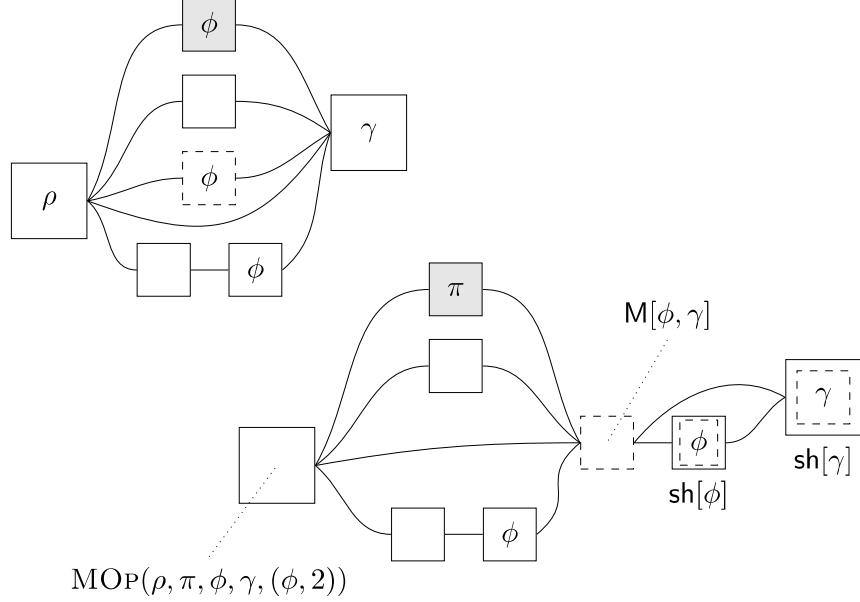 ϕ
γ
ϕ
ρ
ϕ
π
M[ϕ, γ]
γ
ϕ
sh[γ]
sh[ϕ]
ϕ
MOp(ρ, π, ϕ, γ, (ϕ, 2))